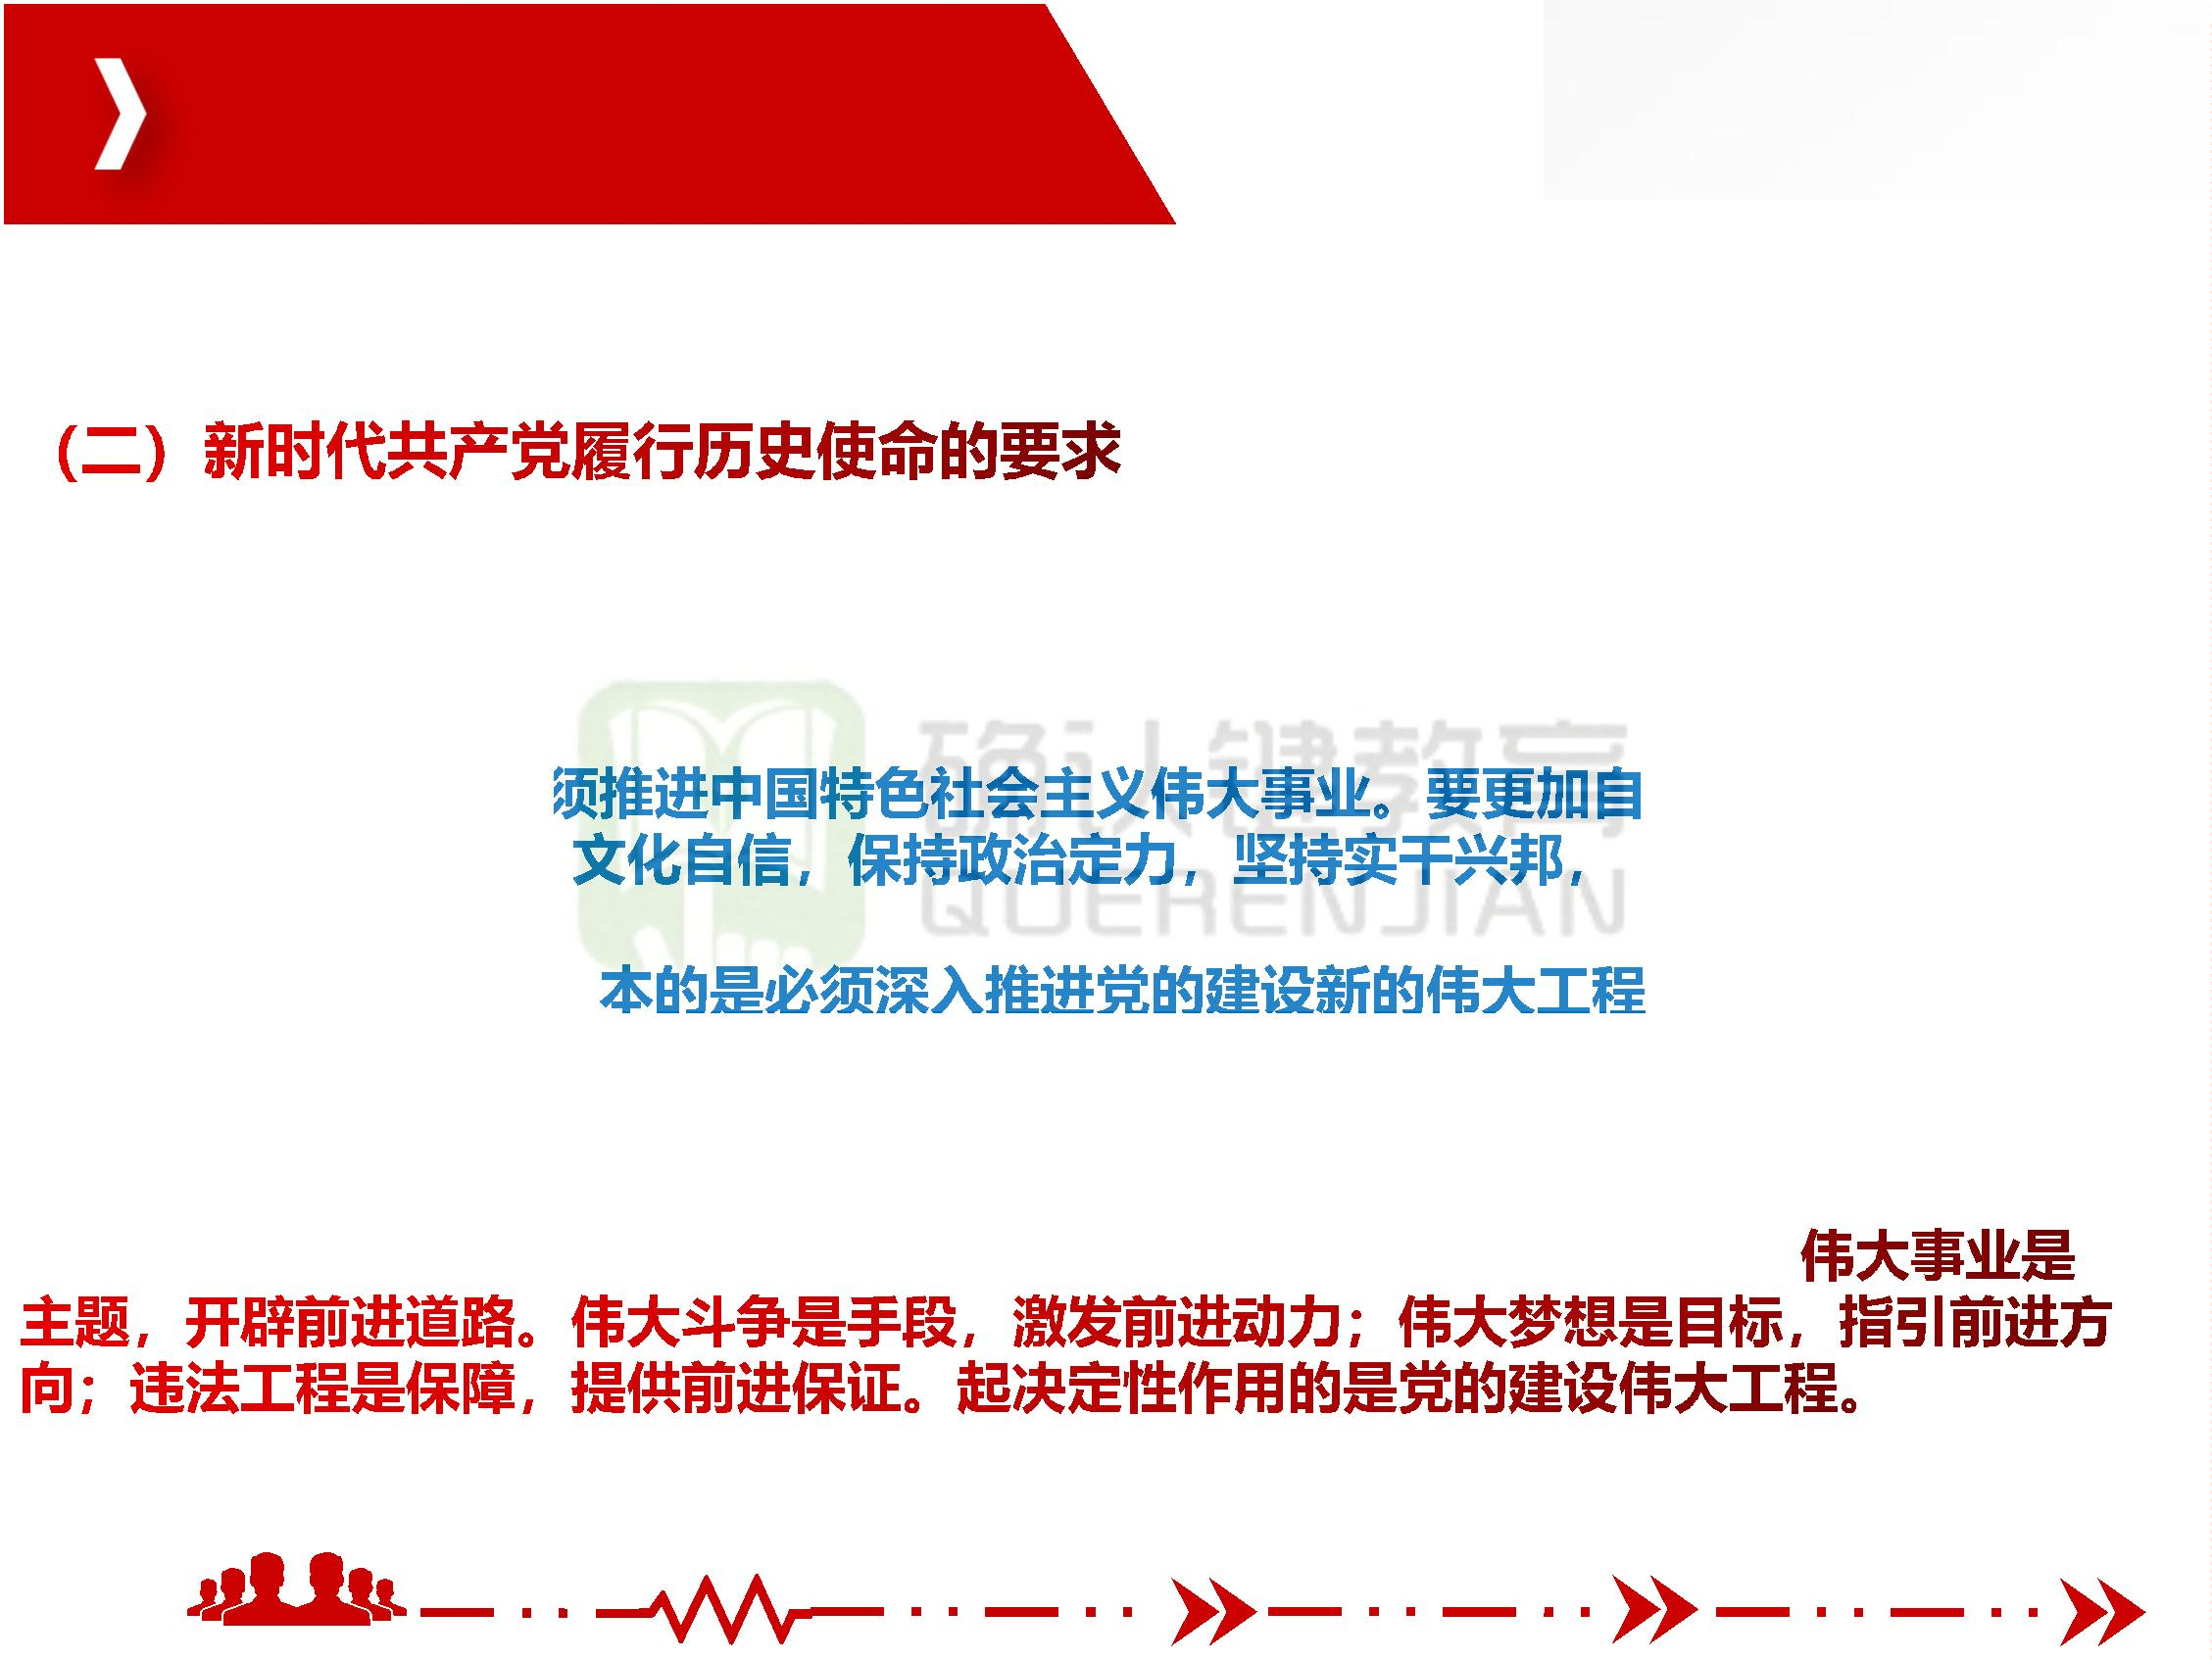 （二）新时代共产党履行历史使命的要求
确认键教育
须推进中国特色社会主义伟大事业。要更加自
文化自信，保持政治定力，坚持实干兴邦，
QUERENJIAN
本的是必须深入推进党的建设新的伟大工程
伟大事业是
主题，开辟前进道路。伟大斗争是手段，激发前进动力；伟大梦想是目标，指引前进方
向；违法工程是保障，提供前进保证。起决定性作用的是党的建设伟大工程。